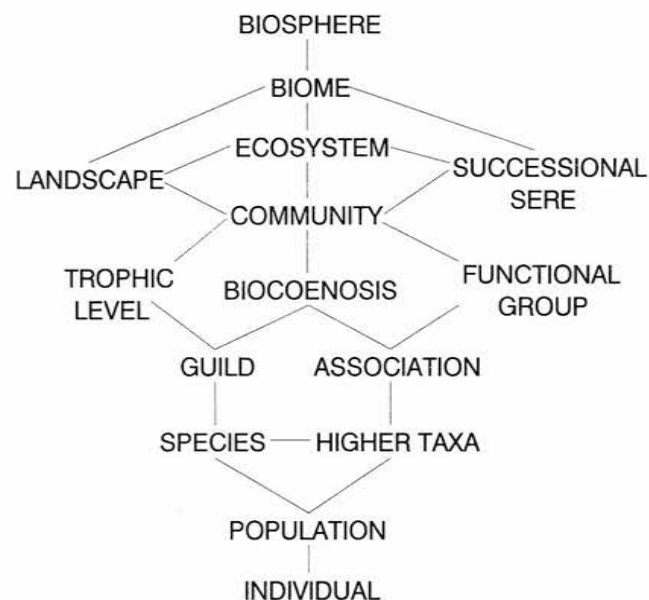 BIOSPHERE
BIOME
ECOSYSTEM
LANDSCAPE
SUCCESSIONAL
SERE
COMMUNITY
TROPHIC
LEVEL
BIOCOENOSIS
FUNCTIONAL
GROUP
GUILD
ASSOCIATION
SPECIES
HIGHER TAXA
POPULATION
INDIVIDUAL